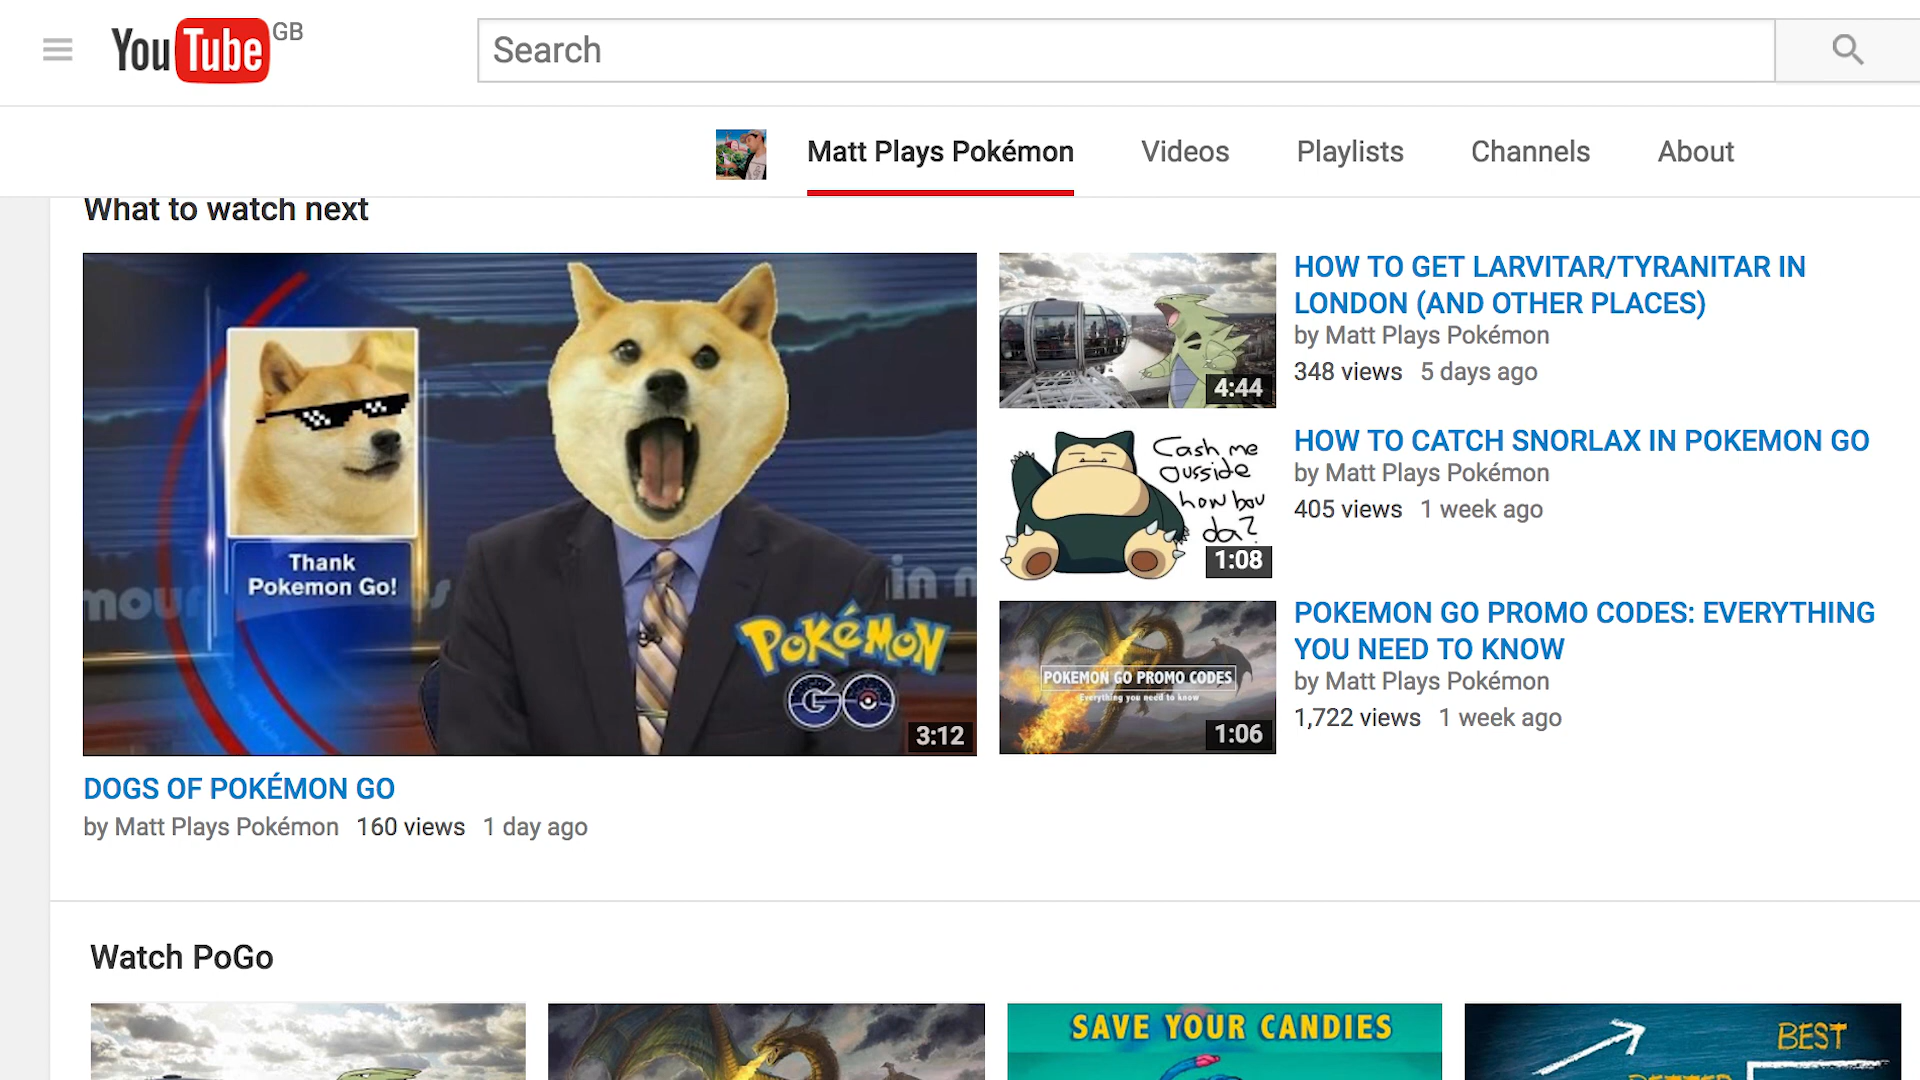 YouTube GB
Search
Matt Plays Pokémon
Videos
Playlists
Channels
About
What to watch next
Thank
Pokemon Go!
POKéMON
GO
3:12
DOGS OF POKÉMON GO
by Matt Plays Pokémon 160 views 1 day ago
4:44
HOW TO GET LARVITAR/TYRANITAR IN
LONDON (AND OTHER PLACES)
by Matt Plays Pokémon
348 views 5 days ago
Cash me
ousside
how bou
da?
1:08
HOW TO CATCH SNORLAX IN POKEMON GO
by Matt Plays Pokémon
405 views 1 week ago
POKEMON GO PROMO CODES
Everything you need to know
1:06
POKEMON GO PROMO CODES: EVERYTHING
YOU NEED TO KNOW
by Matt Plays Pokémon
1,722 views 1 week ago
Watch PoGo
SAVE YOUR CANDIES
BEST